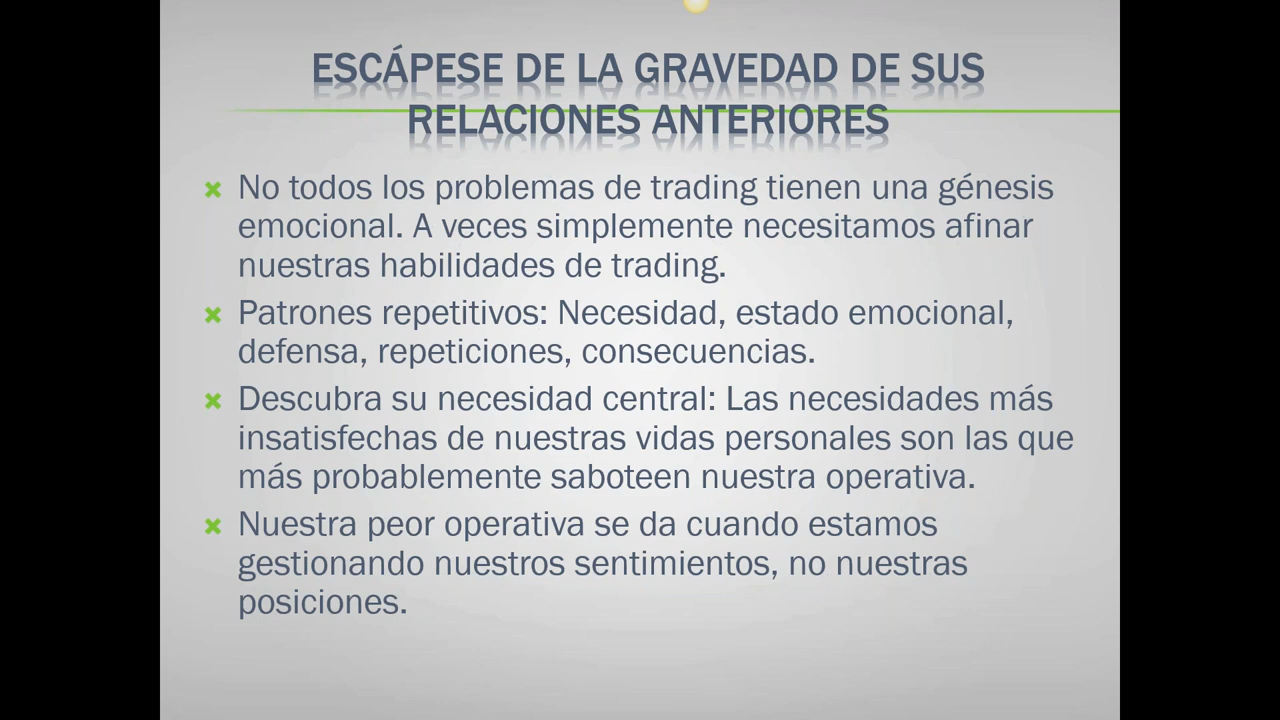 ESCÁPESE DE LA GRAVEDAD DE SUS
RELACIONES ANTERIORES
No todos los problemas de trading tienen una génesis
emocional. A veces simplemente necesitamos afinar
nuestras habilidades de trading.
Patrones repetitivos: Necesidad, estado emocional,
defensa, repeticiones, consecuencias.
Descubra su necesidad central: Las necesidades más
insatisfechas de nuestras vidas personales son las que
más probablemente saboteen nuestra operativa.
Nuestra peor operativa se da cuando estamos
gestionando nuestros sentimientos, no nuestras
posiciones.